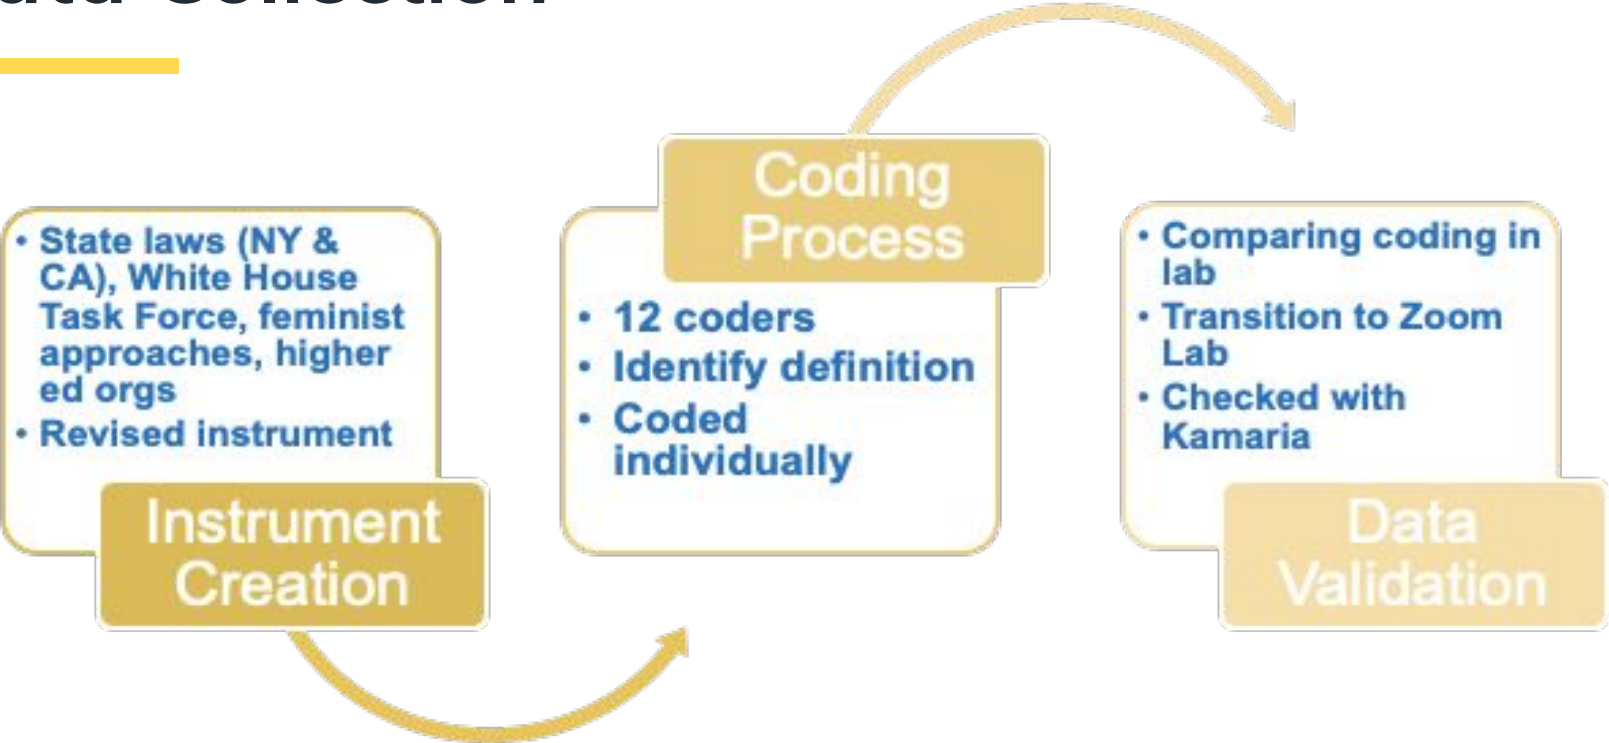 ata Collection
• State laws (NY &
CA), White House
Task Force, feminist
approaches, higher
ed orgs
• Revised instrument
Instrument
Creation
Coding
Process
• 12 coders
• Identify definition
• Coded
individually
• Comparing coding in
lab
• Transition to Zoom
Lab
• Checked with
Kamaria
Data
Validation